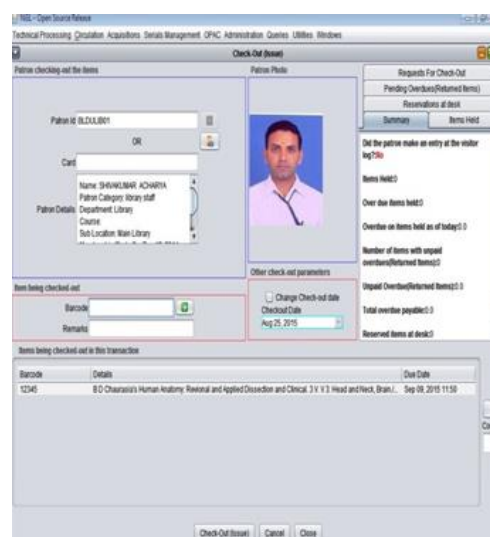 - Open Source Release
Technical Processing Circulation Acquisitions Serials Management OPAC Administration Queries Utilities Windows
Check-Out (Issue)
Patron checking-out the items
Patron Id BLDULIB01
OR
Card
Patron Details
Name: SHIVAKUMAR ACHARYA
Patron Category: library staff
Department: Library
Course:
Sub Location: Main Library
Patron Photo
Requests For Check-Out
Pending Overdues(Returned Items)
Reservations at desk
Summary Items Held
Did the patron make an entry at the visitor
log?:No
Items Held:0
Over due items held:0
Overdue on items held as of today:0.0
Number of items with unpaid
overdues(Returned Items):0
Unpaid Overdue(Returned Items):0.0
Total overdue payable:0.0
Reserved items at desk:0
Item being checked-out
Barcode
Remarks
Other check-out parameters
Change Check-out date
Checkout Date
Aug 25, 2015
Items being checked-out in this transaction
Barcode Details Due Date
12345 B D Chaurasia's Human Anatomy: Revional and Applied Dissection and Clinical. 3 V. V.3: Head and Neck, Brain./.. Sep 09, 2015 11:50
Check-Out (Issue) Cancel Close